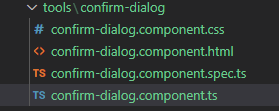 tools\confirm-dialog
# confirm-dialog.component.css
<> confirm-dialog.component.html
TS confirm-dialog.component.spec.ts
TS confirm-dialog.component.ts